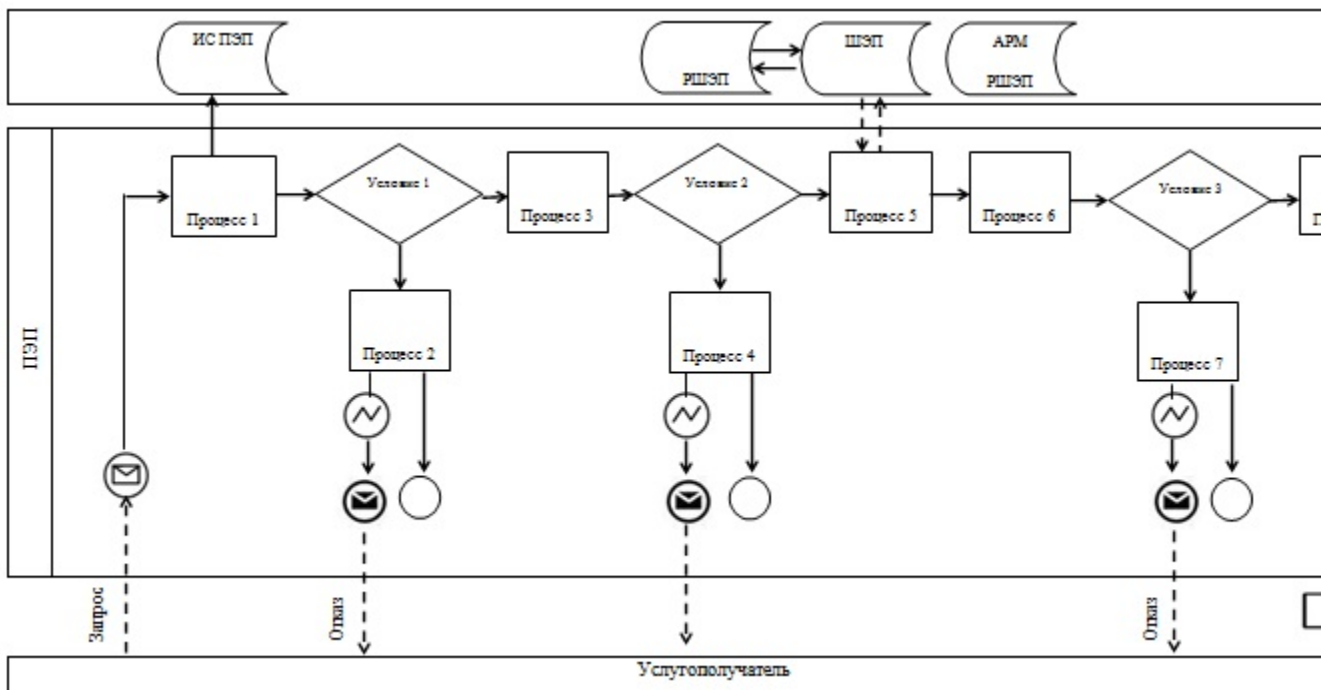 ИС ПЭП
РШЭП
ШЭП
АРМ
РШЭП
ПЭП
Процесс 1
Условие 1
Процесс 3
Условие 2
Процесс 5
Процесс 6
Условие 3
Процесс 2
Процесс 4
Процесс 7
Запрос
Отказ
Отказ
Услугополучатель